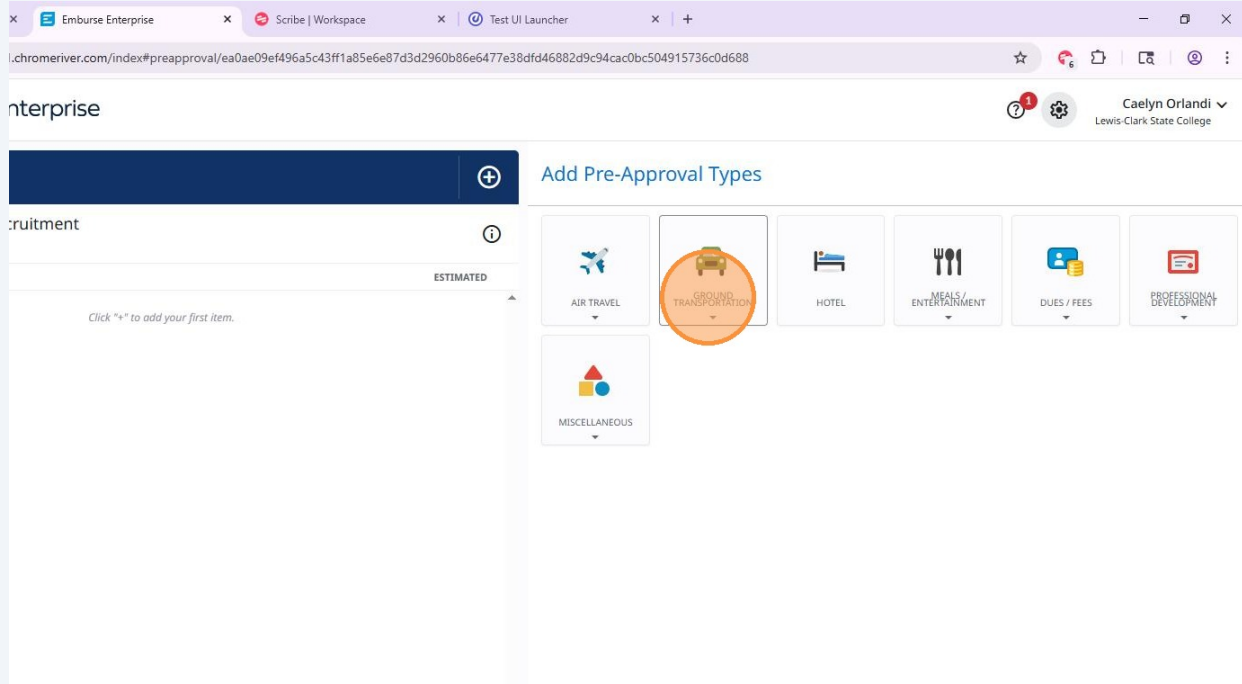 Emburse Enterprise
Scribe | Workspace
Test UI Launcher
.chromeriver.com/index#preapproval/ea0ae09ef496a5c43ff1a85e6e87d3d2960b86e6477e38dfd46882d9c94cac0bc504915736c0d688
6
nterprise
1
Caelyn Orlandi
Lewis-Clark State College
Add Pre-Approval Types
cruitment
ESTIMATED
Click "+" to add your first item.
AIR TRAVEL
GROUND
TRANSPORTATION
HOTEL
MEALS /
ENTERTAINMENT
DUES / FEES
PROFESSIONAL
DEVELOPMENT
MISCELLANEOUS